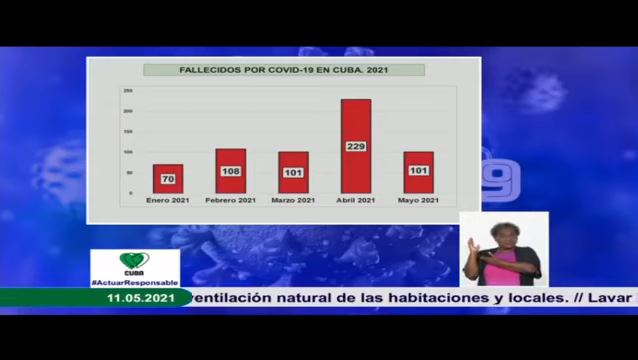 FALLECIDOS POR COVID-19 EN CUBA. 2021
250
200
150
100
50
0
70
108
101
229
101
Enero 2021
Febrero 2021
Marzo 2021
Abril 2021
Mayo 2021
9
CUBA
#ActuarResponsable
11.05.2021
ventilación natural de las habitaciones y locales. // Lavar